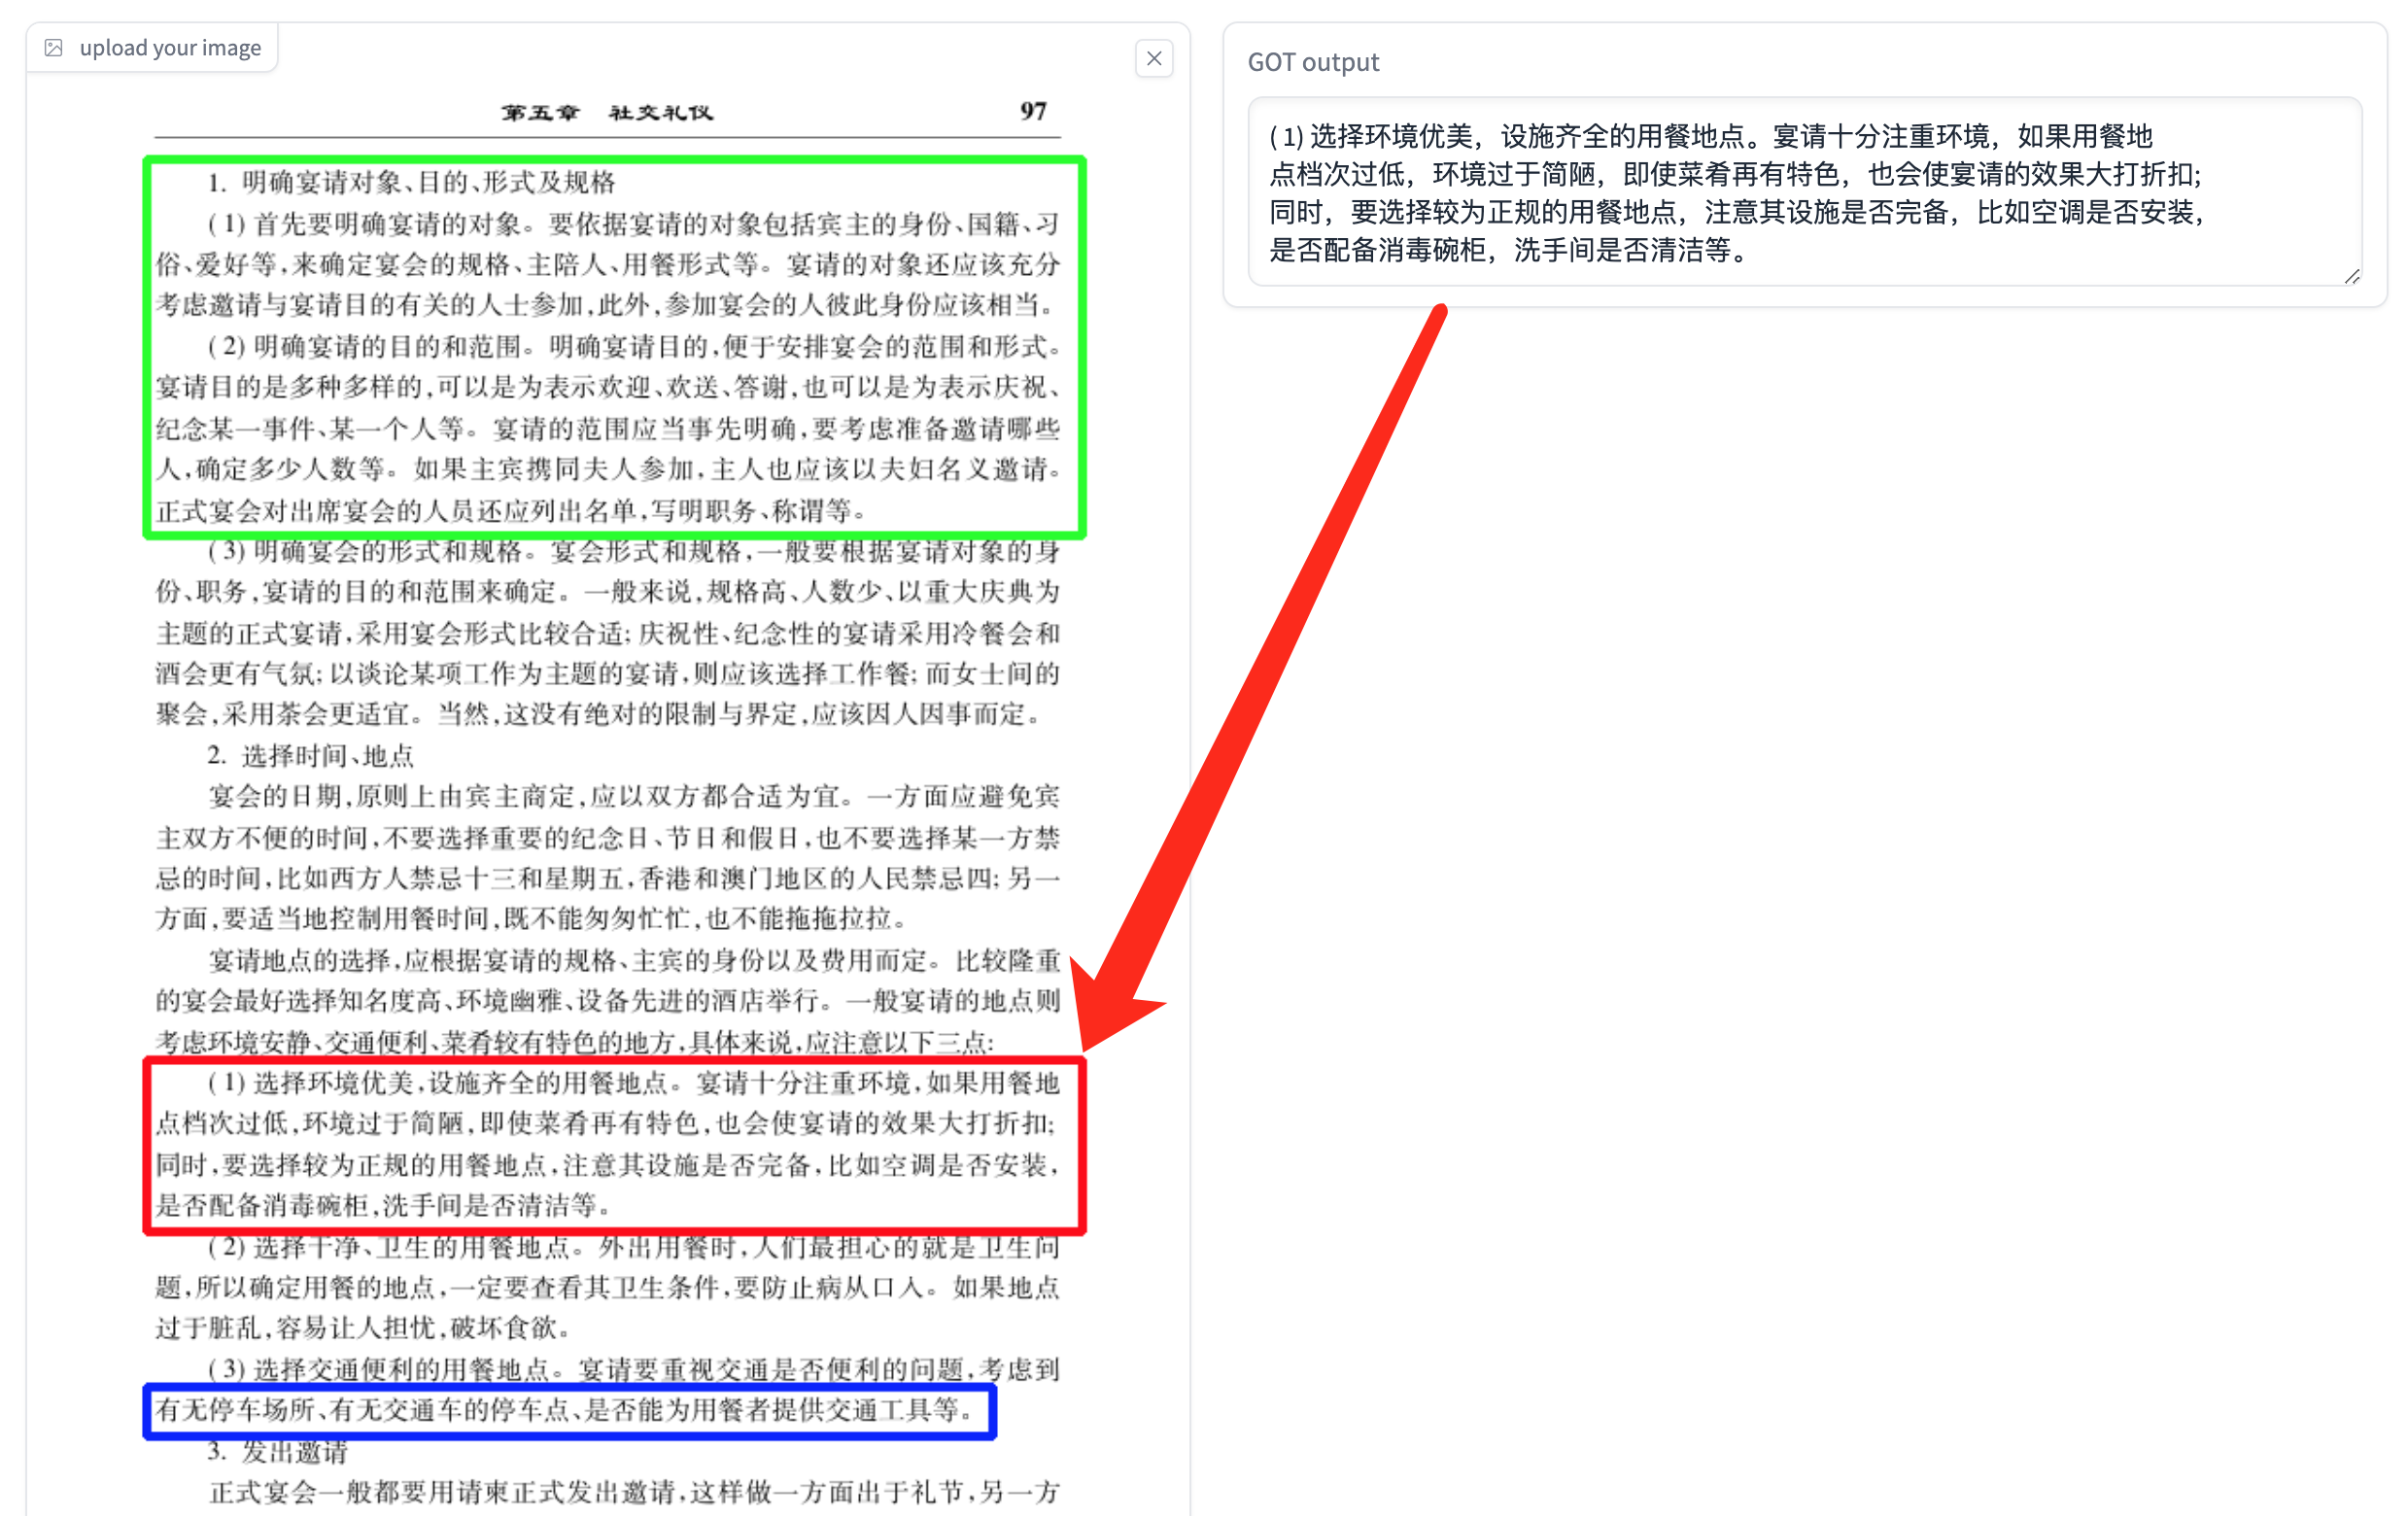 upload your image
第五章 社交礼仪 97
1. 明确宴请对象、目的、形式及规格
(1) 首先要明确宴请的对象。要依据宴请的对象包括宾主的身份、国籍、习
俗、爱好等,来确定宴会的规格、主陪人、用餐形式等。宴请的对象还应该充分
考虑邀请与宴请目的有关的人士参加,此外,参加宴会的人彼此身份应该相当。
(2) 明确宴请的目的和范围。明确宴请目的,便于安排宴会的范围和形式。
宴请目的是多种多样的,可以是为表示欢迎、欢送、答谢,也可以是为表示庆祝、
纪念某一事件、某一个人等。宴请的范围应当事先明确,要考虑准备邀请哪些
人,确定多少人数等。如果主宾携同夫人参加,主人也应该以夫妇名义邀请。
正式宴会对出席宴会的人员还应列出名单,写明职务、称谓等。
(3) 明确宴会的形式和规格。宴会形式和规格,一般要根据宴请对象的身
份、职务,宴请的目的和范围来确定。一般来说,规格高、人数少、以重大庆典为
主题的正式宴请,采用宴会形式比较合适;庆祝性、纪念性的宴请采用冷餐会和
酒会更有气氛;以谈论某项工作为主题的宴请,则应该选择工作餐;而女士间的
聚会,采用茶会更适宜。当然,这没有绝对的限制与界定,应该因人因事而定。
2. 选择时间、地点
宴会的日期,原则上由宾主商定,应以双方都合适为宜。一方面应避免宾
主双方不便的时间,不要选择重要的纪念日、节日和假日,也不要选择某一方禁
忌的时间,比如西方人禁忌十三和星期五,香港和澳门地区的人民禁忌四;另一
方面,要适当地控制用餐时间,既不能匆匆忙忙,也不能拖拖拉拉。
宴请地点的选择,应根据宴请的规格、主宾的身份以及费用而定。比较隆重
的宴会最好选择知名度高、环境幽雅、设备先进的酒店举行。一般宴请的地点则
考虑环境安静、交通便利、菜肴较有特色的地方,具体来说,应注意以下三点:
(1) 选择环境优美,设施齐全的用餐地点。宴请十分注重环境,如果用餐地
点档次过低,环境过于简陋,即使菜肴再有特色,也会使宴请的效果大打折扣;
同时,要选择较为正规的用餐地点,注意其设施是否完备,比如空调是否安装,
是否配备消毒碗柜,洗手间是否清洁等。
(2) 选择干净、卫生的用餐地点。外出用餐时,人们最担心的就是卫生问
题,所以确定用餐的地点,一定要查看其卫生条件,要防止病从口入。如果地点
过于脏乱,容易让人担忧,破坏食欲。
(3) 选择交通便利的用餐地点。宴请要重视交通是否便利的问题,考虑到
有无停车场所、有无交通车的停车点、是否能为用餐者提供交通工具等。
3. 发出邀请
正式宴会一般都要用请柬正式发出邀请,这样做一方面出于礼节,另一方
GOT output
(1) 选择环境优美，设施齐全的用餐地点。宴请十分注重环境，如果用餐地
点档次过低，环境过于简陋，即使菜肴再有特色，也会使宴请的效果大打折扣;
同时，要选择较为正规的用餐地点，注意其设施是否完备，比如空调是否安装，
是否配备消毒碗柜，洗手间是否清洁等。